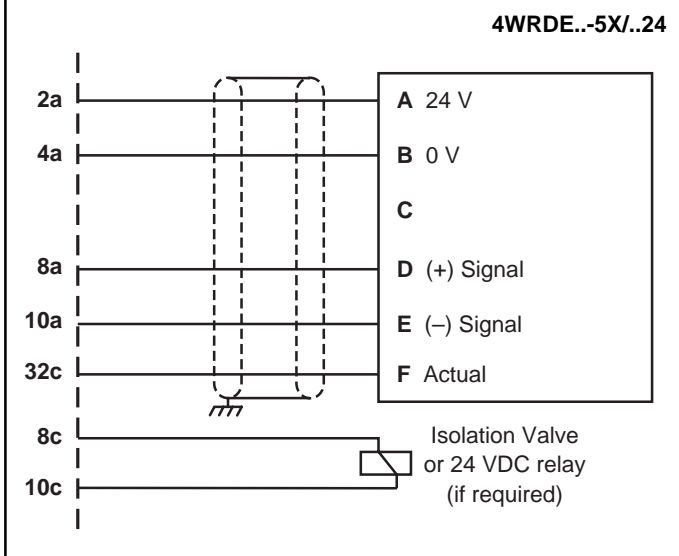 4WRDE..-5X/..24
2a
A 24 V
4a
B 0 V
C
8a
D (+) Signal
10a
E (–) Signal
32c
F Actual
8c
Isolation Valve
or 24 VDC relay
(if required)
10c